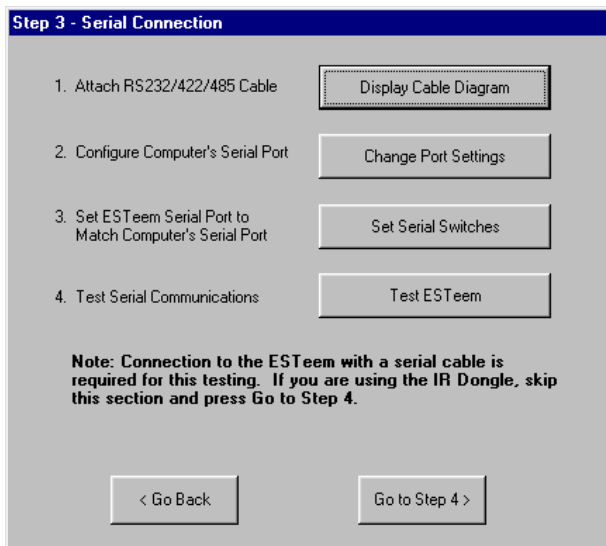 Step 3 - Serial Connection
1. Attach RS232/422/485 Cable
Display Cable Diagram
2. Configure Computer's Serial Port
Change Port Settings
3. Set ESTeem Serial Port to
Match Computer's Serial Port
Set Serial Switches
4. Test Serial Communications
Test ESTeem
Note: Connection to the ESTeem with a serial cable is
required for this testing. If you are using the IR Dongle, skip
this section and press Go to Step 4.
< Go Back
Go to Step 4 >